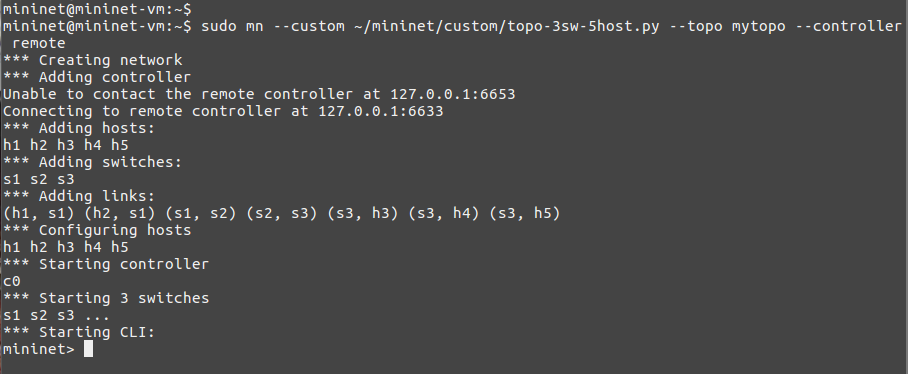 mininet@mininet-vm:~$
mininet@mininet-vm:~$ sudo mn --custom ~/mininet/custom/topo-3sw-5host.py --topo mytopo --controller
 remote
*** Creating network
*** Adding controller
Unable to contact the remote controller at 127.0.0.1:6653
Connecting to remote controller at 127.0.0.1:6633
*** Adding hosts:
h1 h2 h3 h4 h5
*** Adding switches:
s1 s2 s3
*** Adding links:
(h1, s1) (h2, s1) (s1, s2) (s2, s3) (s3, h3) (s3, h4) (s3, h5)
*** Configuring hosts
h1 h2 h3 h4 h5
*** Starting controller
c0
*** Starting 3 switches
s1 s2 s3 ...
*** Starting CLI:
mininet>